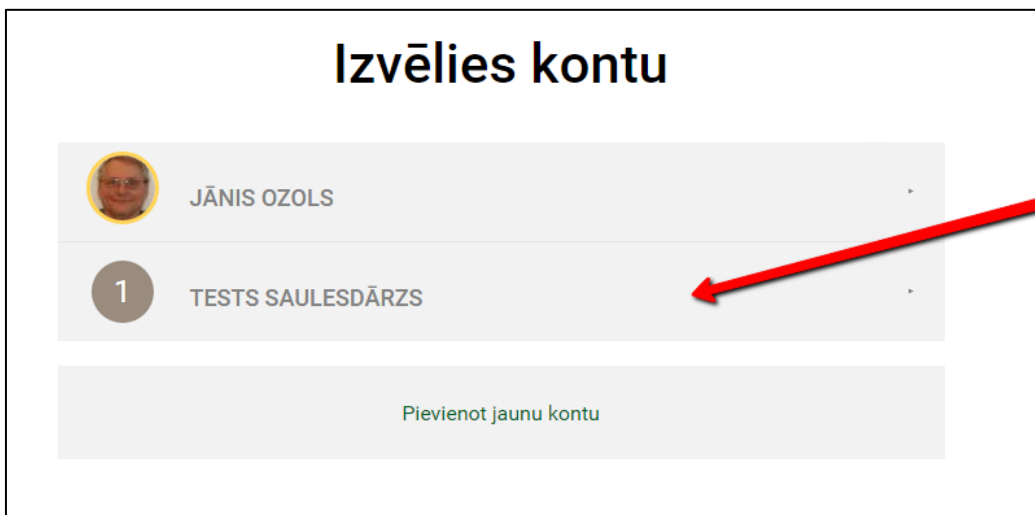 Izvēlies kontu
JĀNIS OZOLS
1
TESTS SAULESDĀRZS
Pievienot jaunu kontu